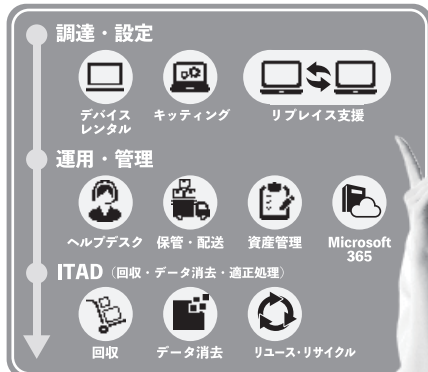 調達・設定
デバイス
レンタル
キッティング
リプレイス支援
運用・管理
ヘルプデスク
保管・配送
資産管理
Microsoft
365
ITAD（回収・データ消去・適正処理）
回収
データ消去
リユース・リサイクル